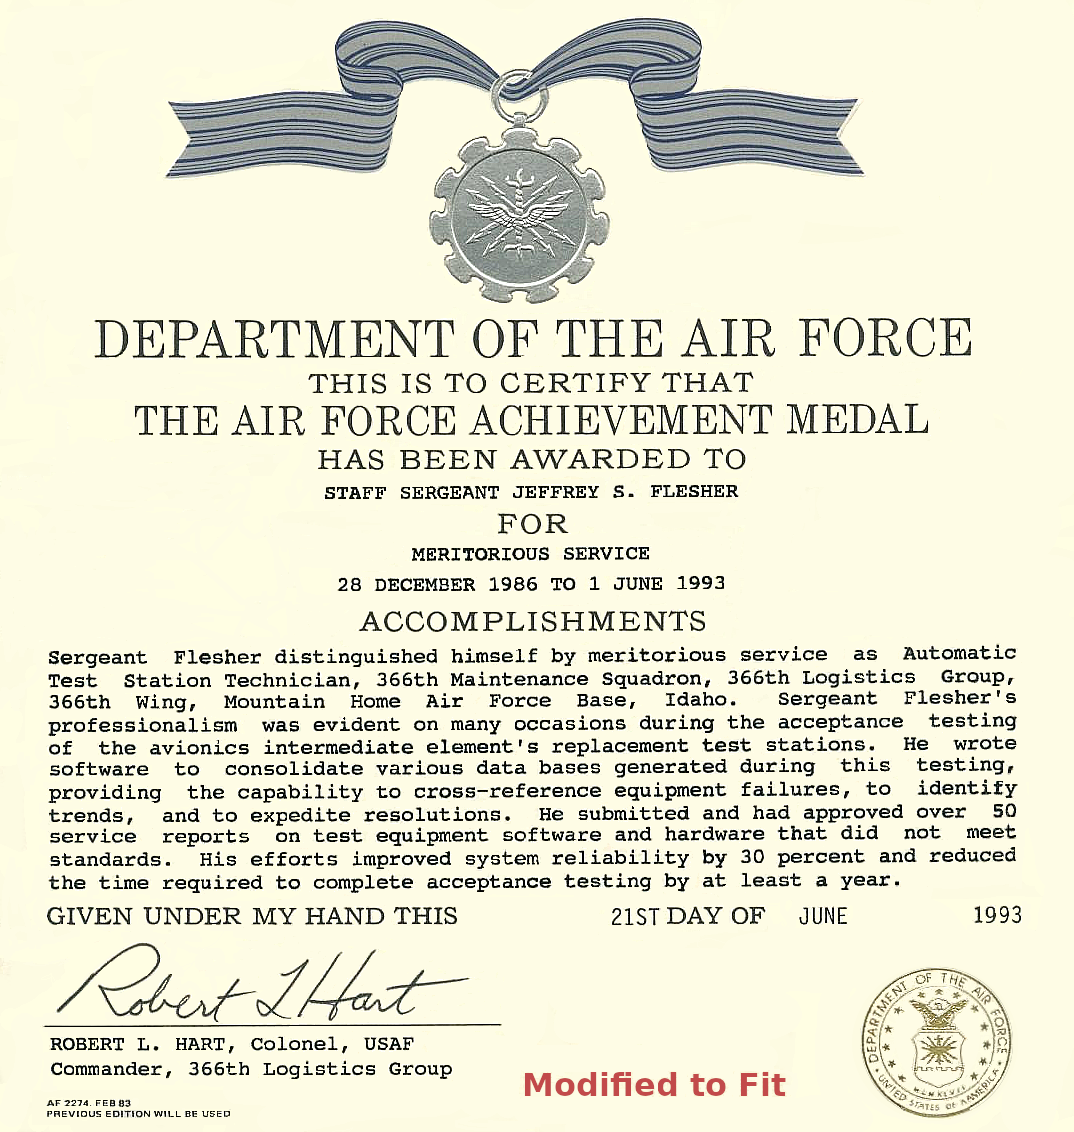 DEPARTMENT OF THE AIR FORCE
THIS IS TO CERTIFY THAT
THE AIR FORCE ACHIEVEMENT MEDAL
HAS BEEN AWARDED TO
STAFF SERGEANT JEFFREY S. FLESHER
FOR
MERITORIOUS SERVICE
28 DECEMBER 1986 TO 1 JUNE 1993
ACCOMPLISHMENTS
Sergeant Flesher distinguished himself by meritorious service as Automatic
Test Station Technician, 366th Maintenance Squadron, 366th Logistics Group,
366th Wing, Mountain Home Air Force Base, Idaho. Sergeant Flesher's
professionalism was evident on many occasions during the acceptance testing
of the avionics intermediate element's replacement test stations. He wrote
software to consolidate various data bases generated during this testing,
providing the capability to cross-reference equipment failures, to identify
trends, and to expedite resolutions. He submitted and had approved over 50
service reports on test equipment software and hardware that did not meet
standards. His efforts improved system reliability by 30 percent and reduced
the time required to complete acceptance testing by at least a year.
GIVEN UNDER MY HAND THIS 21ST DAY OF JUNE 1993
Robert L Hart
ROBERT L. HART, Colonel, USAF
Commander, 366th Logistics Group
AF 2274, FEB 83
PREVIOUS EDITION WILL BE USED
Modified to Fit
DEPARTMENT OF THE AIR FORCE
MCMXLVII
UNITED STATES OF AMERICA